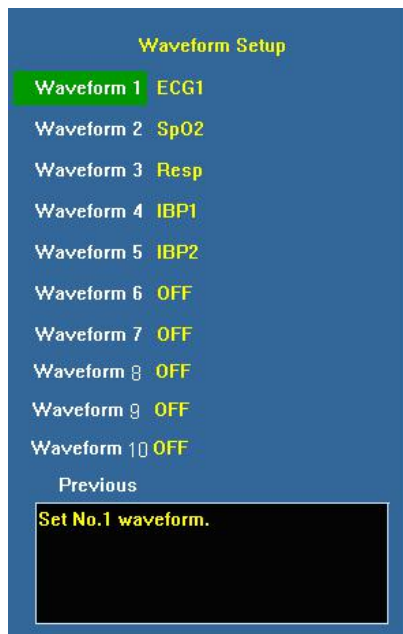 Waveform Setup
Waveform 1 ECG1
Waveform 2 SpO2
Waveform 3 Resp
Waveform 4 IBP1
Waveform 5 IBP2
Waveform 6 OFF
Waveform 7 OFF
Waveform 8 OFF
Waveform 9 OFF
Waveform 10 OFF
Previous
Set No.1 waveform.